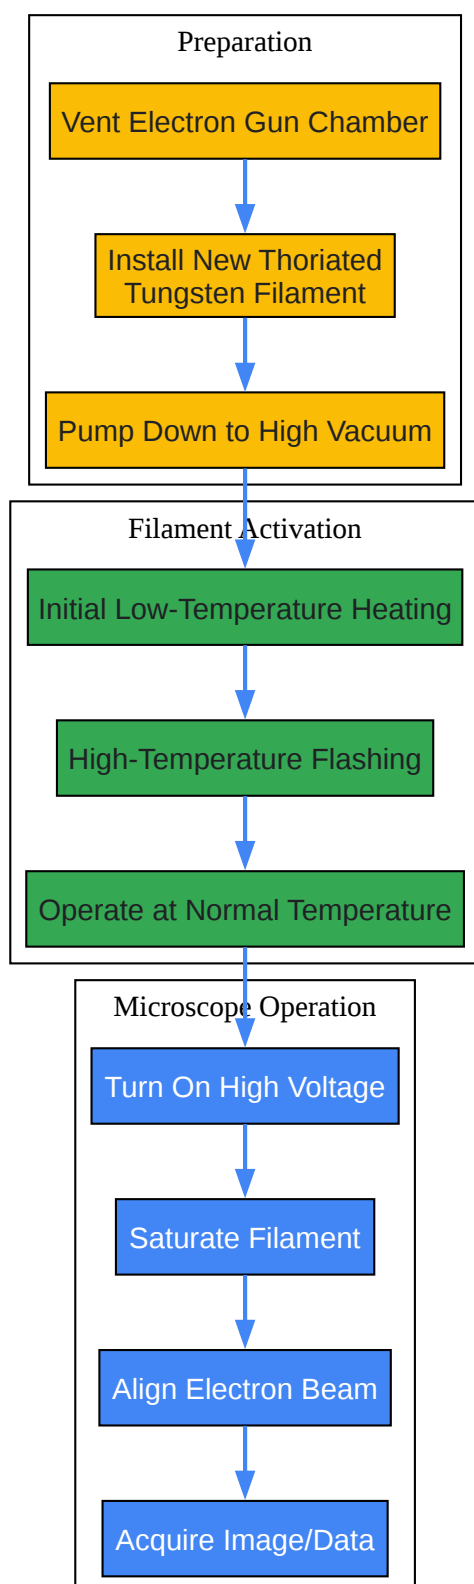 Preparation
Vent Electron Gun Chamber
Install New Thoriated
Tungsten Filament
Pump Down to High Vacuum
Filament Activation
Initial Low-Temperature Heating
High-Temperature Flashing
Operate at Normal Temperature
Microscope Operation
Turn On High Voltage
Saturate Filament
Align Electron Beam
Acquire Image/Data